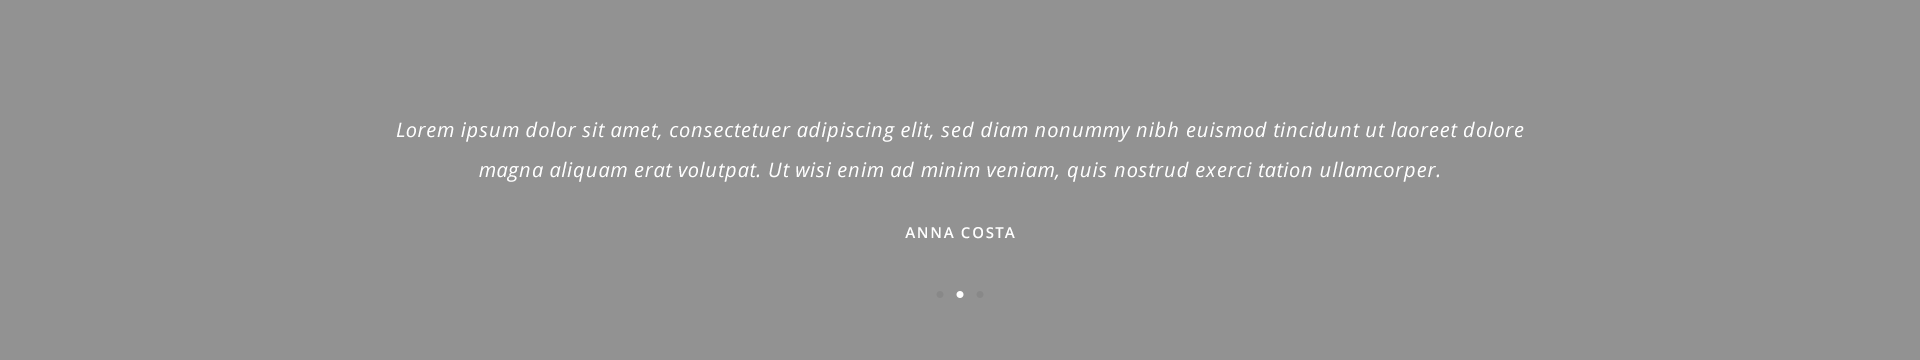 Lorem ipsum dolor sit amet, consectetuer adipiscing elit, sed diam nonummy nibh euismod tincidunt ut laoreet dolore
magna aliquam erat volutpat. Ut wisi enim ad minim veniam, quis nostrud exerci tation ullamcorper.
ANNA COSTA